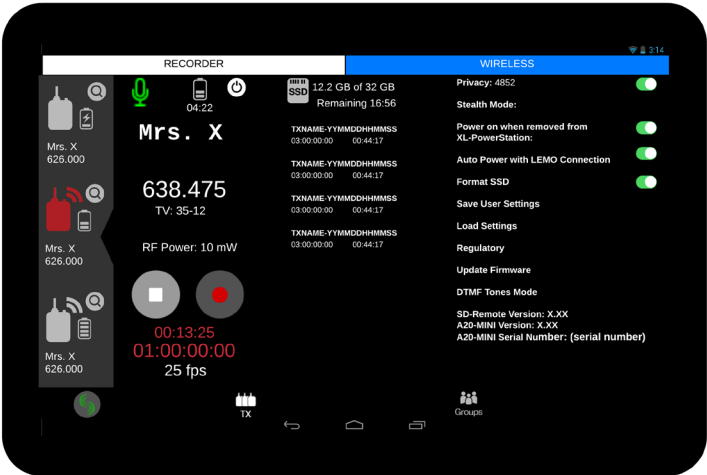 3:14
RECORDER
WIRELESS
Mrs. X
626.000
Mrs. X
626.000
Mrs. X
626.000
04:22
Mrs. X
638.475
TV: 35-12
RF Power: 10 mW
00:13:25
01:00:00:00
25 fps
SSD
12.2 GB of 32 GB
Remaining 16:56
TXNAME-YYMMDDHHMMSS
03:00:00:00 00:44:17
TXNAME-YYMMDDHHMMSS
03:00:00:00 00:44:17
TXNAME-YYMMDDHHMMSS
03:00:00:00 00:44:17
TXNAME-YYMMDDHHMMSS
03:00:00:00 00:44:17
Privacy: 4852
Stealth Mode:
Power on when removed from
XL-PowerStation:
Auto Power with LEMO Connection
Format SSD
Save User Settings
Load Settings
Regulatory
Update Firmware
DTMF Tones Mode
SD-Remote Version: X.XX
A20-MINI Version: X.XX
A20-MINI Serial Number: (serial number)
TX
Groups